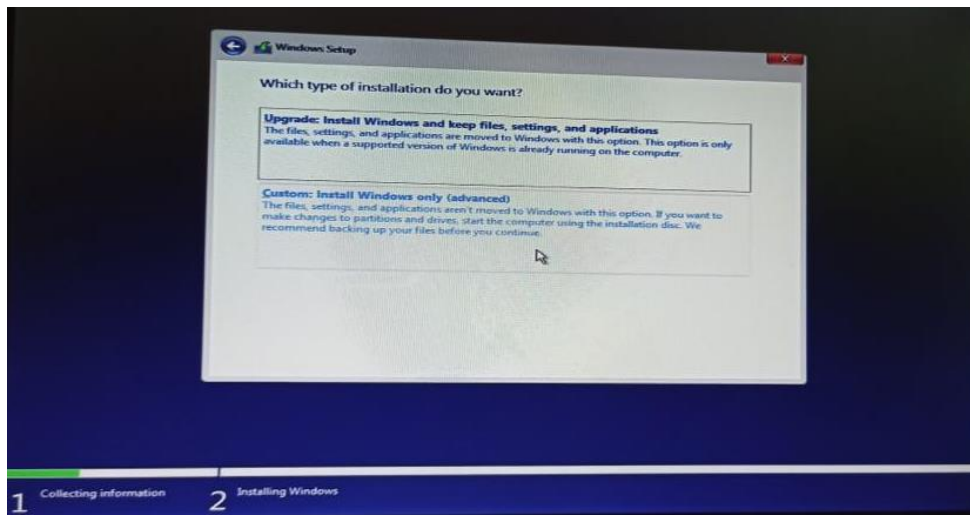 Windows Setup
Which type of installation do you want?
Upgrade: Install Windows and keep files, settings, and applications
The files, settings, and applications are moved to Windows with this option. This option is only
available when a supported version of Windows is already running on the computer.
Custom: Install Windows only (advanced)
The files, settings, and applications aren't moved to Windows with this option. If you want to
make changes to partitions and drives, start the computer using the installation disc. We
recommend backing up your files before you continue.
1 Collecting information
2 Installing Windows